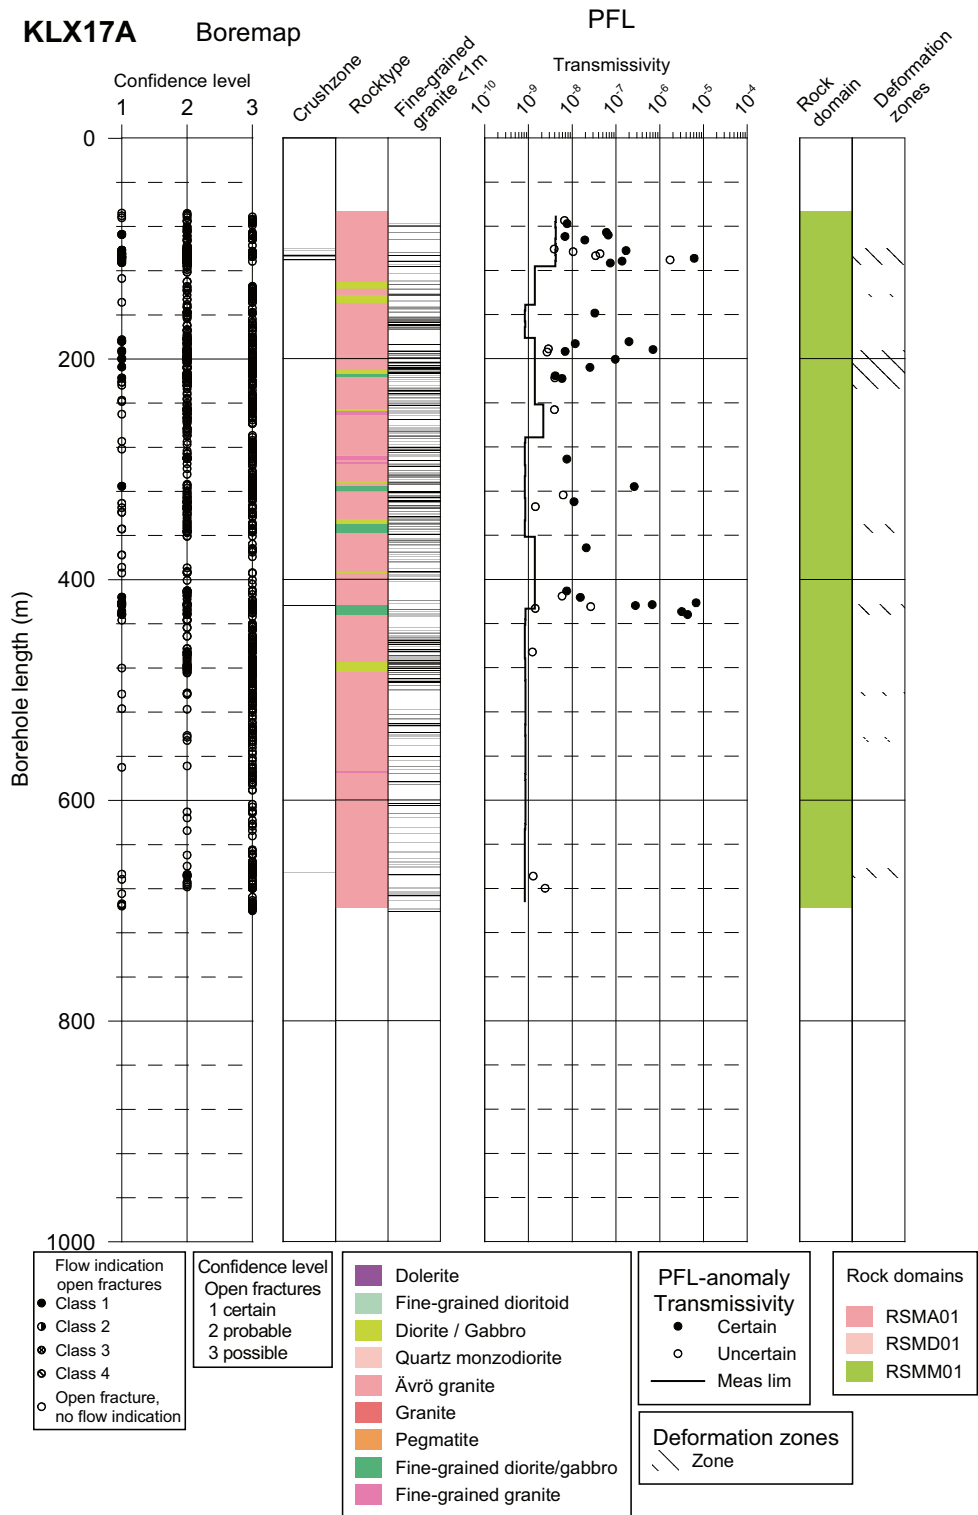 KLX17A
Boremap
PFL
Confidence level
1 2 3
Crushzone
Rocktype
Fine-grained
granite <1m
Transmissivity
10-10
10-9
10-8
10-7
10-6
10-5
10-4
Rock
domain
Deformation
zones
Borehole length (m)
0
200
400
600
800
1000
Flow indication
open fractures
Class 1
Class 2
Class 3
Class 4
Open fracture,
no flow indication
Confidence level
Open fractures
1 certain
2 probable
3 possible
Dolerite
Fine-grained dioritoid
Diorite / Gabbro
Quartz monzodiorite
Ävrö granite
Granite
Pegmatite
Fine-grained diorite/gabbro
Fine-grained granite
PFL-anomaly
Transmissivity
Certain
Uncertain
Meas lim
Rock domains
RSMA01
RSMD01
RSMM01
Deformation zones
Zone